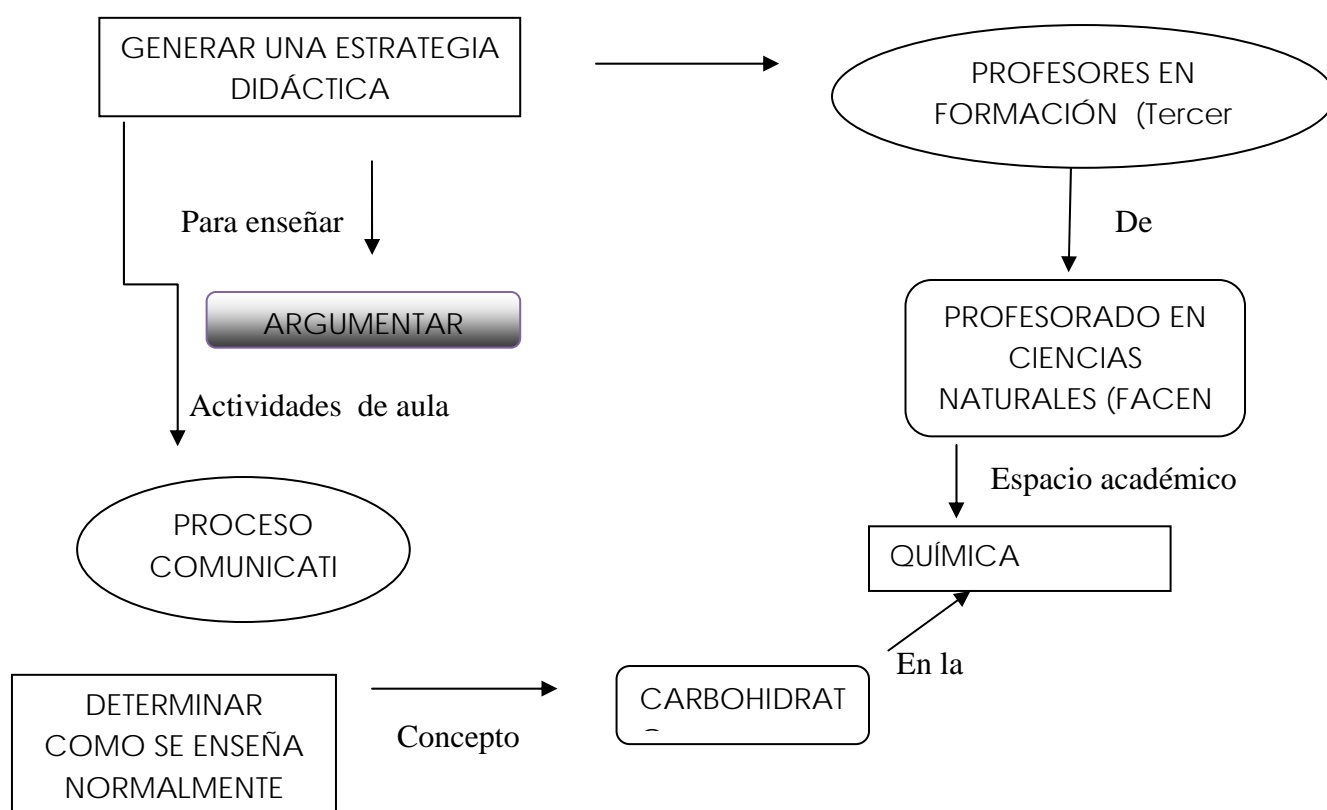 GENERAR UNA ESTRATEGIA
DIDÁCTICA
PROFESORES EN
FORMACIÓN (Tercer
Para enseñar
De
ARGUMENTAR
PROFESORADO EN
CIENCIAS
NATURALES (FACEN
Actividades de aula
Espacio académico
PROCESO
COMUNICATI
QUÍMICA
En la
DETERMINAR
COMO SE ENSEÑA
NORMALMENTE
Concepto
CARBOHIDRAT